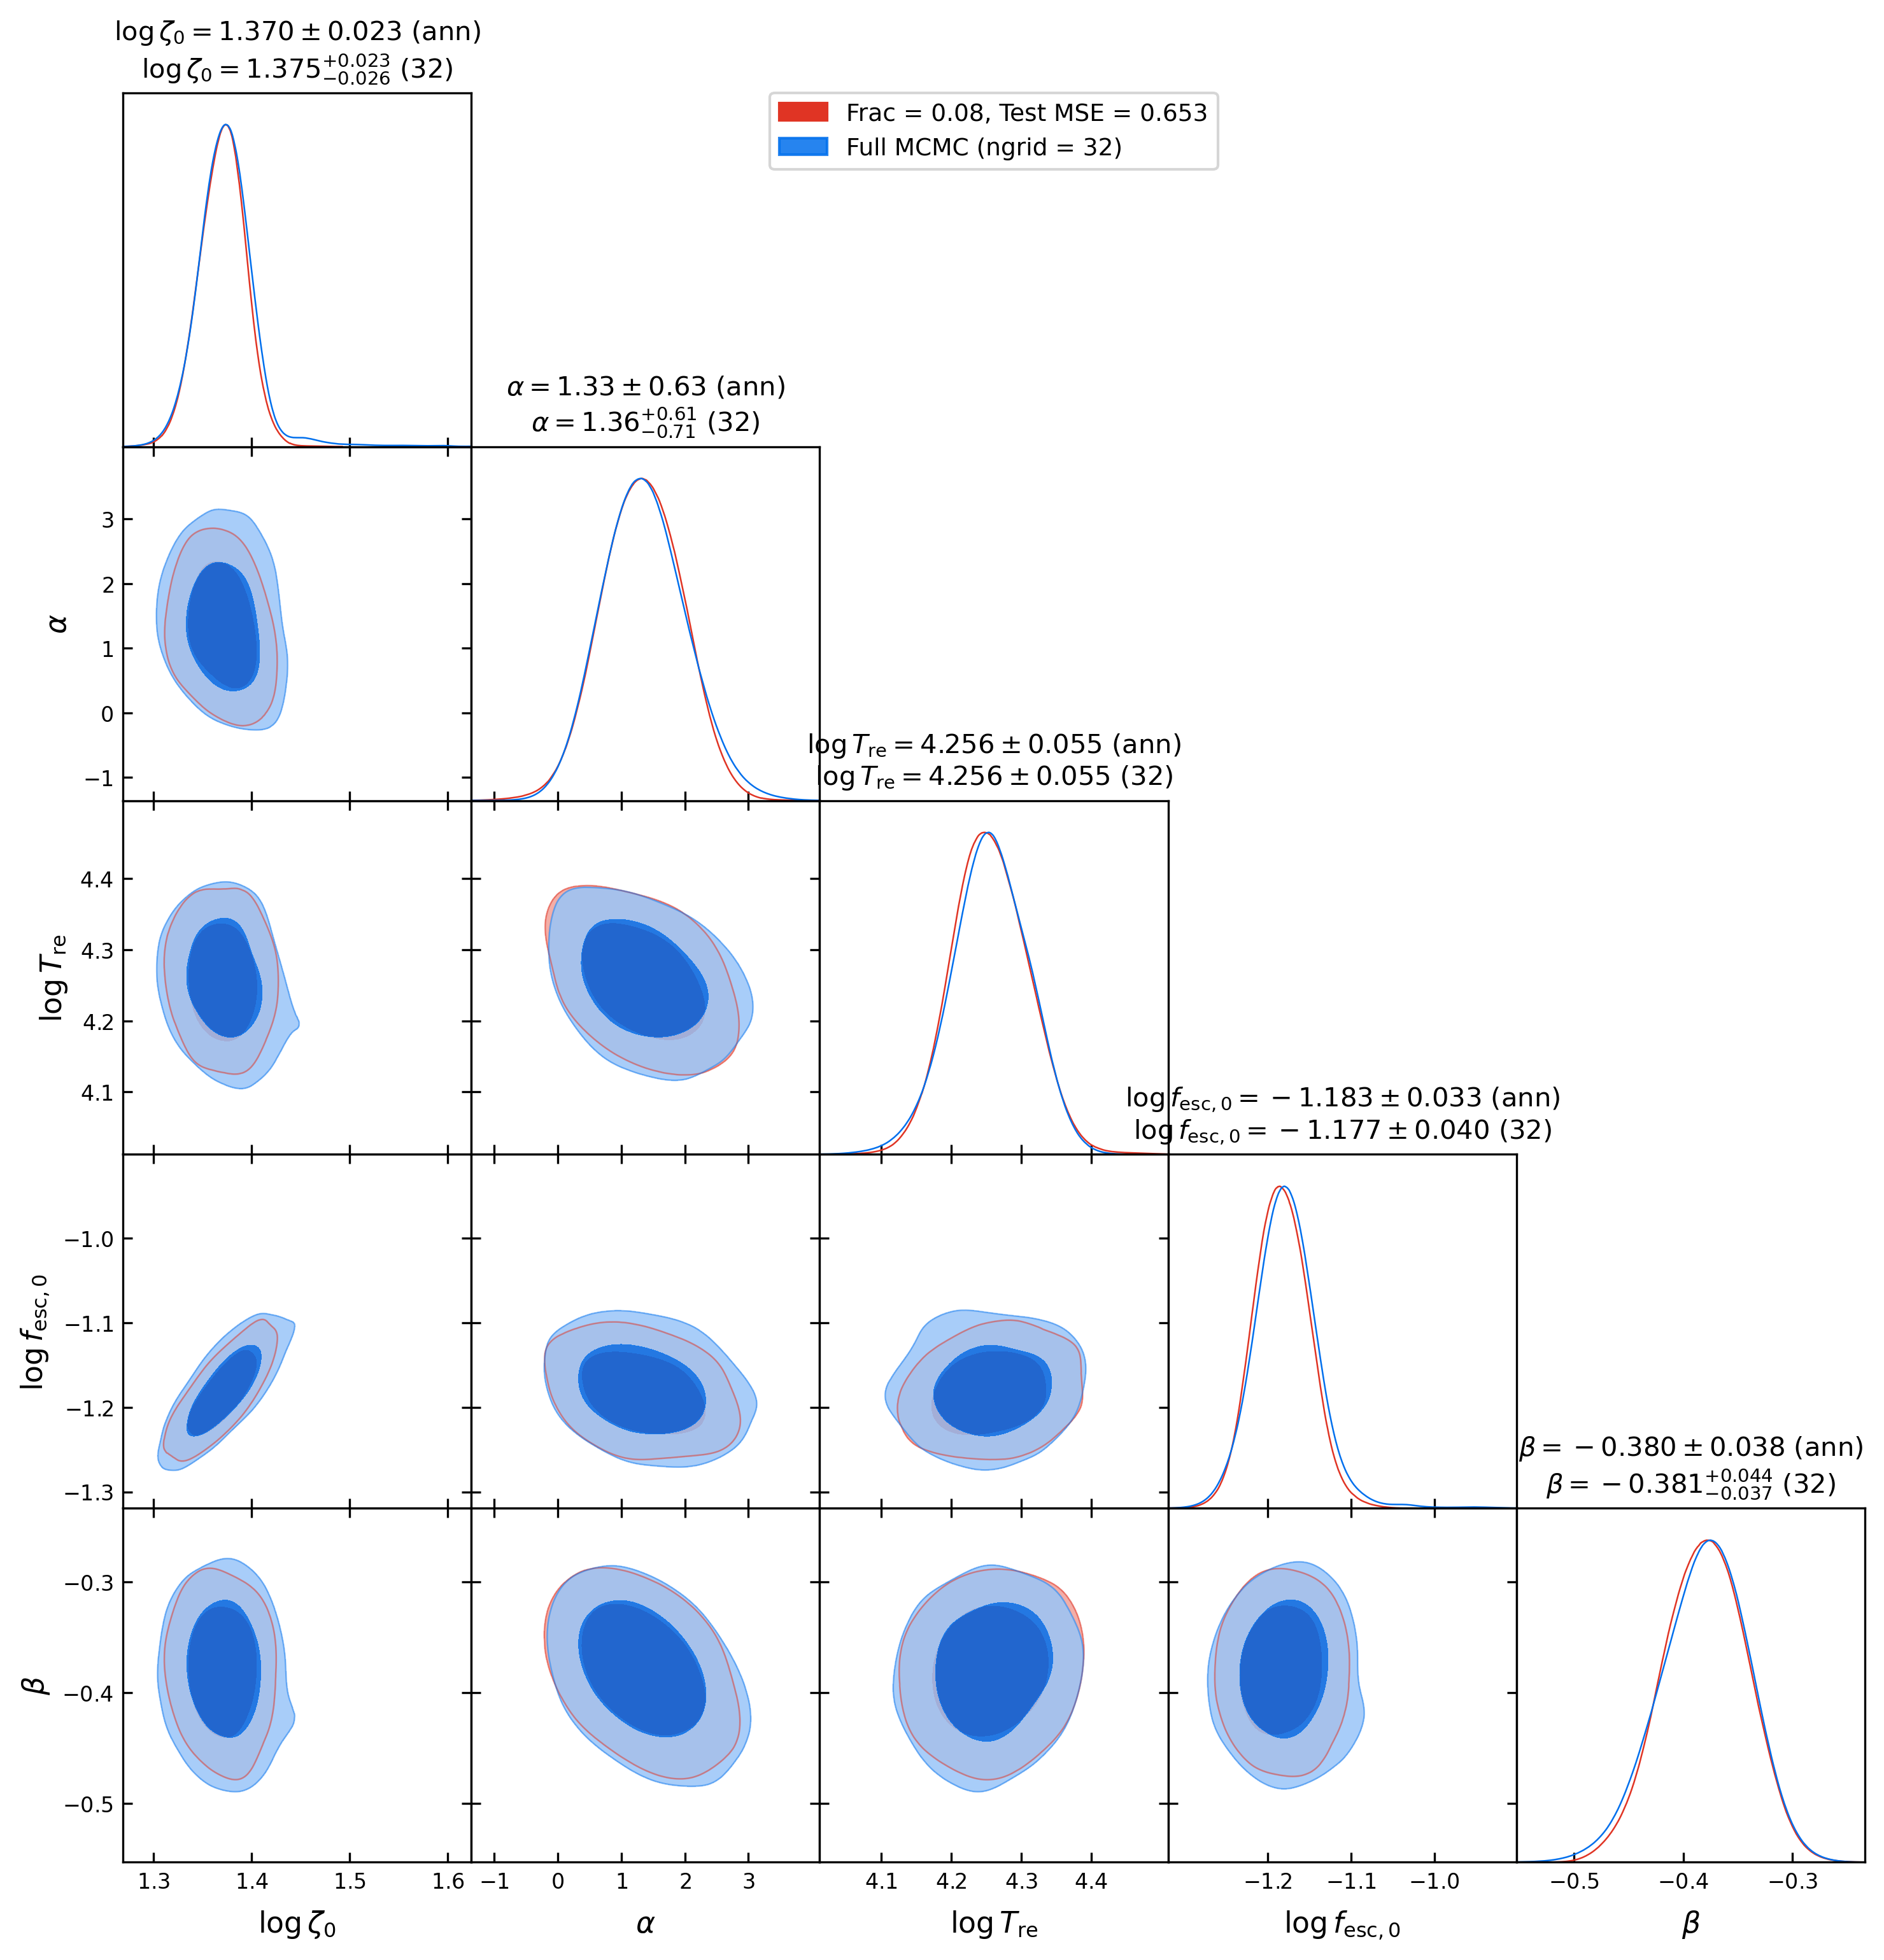 log ζ₀ = 1.370 ± 0.023 (ann)
log ζ₀ = 1.375 +0.023 −0.026 (32)
Frac = 0.08, Test MSE = 0.653
Full MCMC (ngrid = 32)
α = 1.33 ± 0.63 (ann)
α = 1.36 +0.61 −0.71 (32)
3
2
1
0
−1
α
log T_re = 4.256 ± 0.055 (ann)
log T_re = 4.256 ± 0.055 (32)
4.4
4.3
4.2
4.1
log T_re
log f_esc,0 = −1.183 ± 0.033 (ann)
log f_esc,0 = −1.177 ± 0.040 (32)
−1.0
−1.1
−1.2
−1.3
log f_esc,0
β = −0.380 ± 0.038 (ann)
β = −0.381 +0.044 −0.037 (32)
−0.3
−0.4
−0.5
β
1.3 1.4 1.5 1.6 −1 0 1 2 3 4.1 4.2 4.3 4.4 −1.2 −1.1 −1.0 −0.5 −0.4 −0.3
log ζ₀ α log T_re log f_esc,0 β